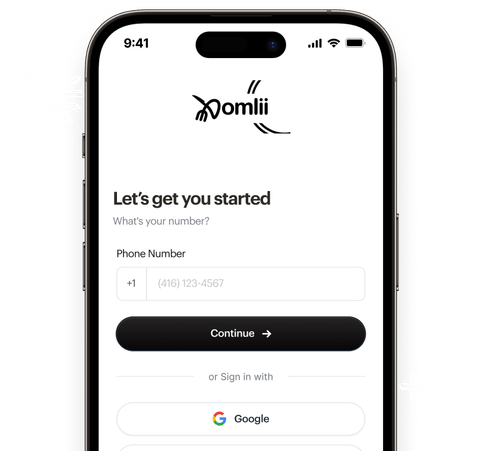 9:41
omlii
Let's get you started
What's your number?
Phone Number
+1 (416) 123-4567
Continue →
or Sign in with
Google